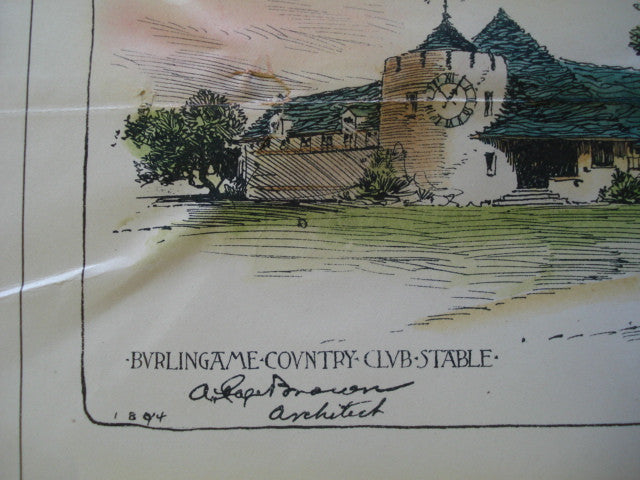 ·BVRLINGAME·COVNTRY·CLVB·STABLE·
A. Page Brown
Architect
1894